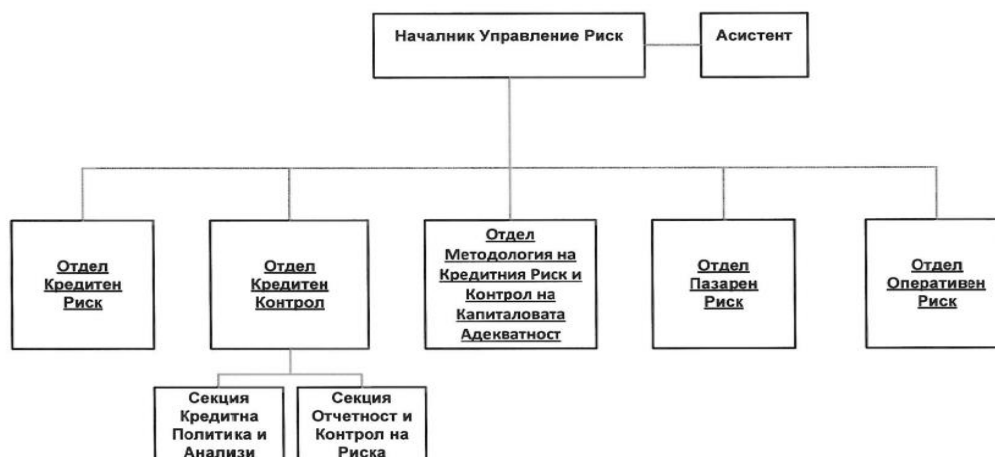 Началник Управление Риск
Асистент
Отдел
Кредитен
Риск
Отдел
Кредитен
Контрол
Отдел
Методология на
Кредитния Риск и
Контрол на
Капиталовата
Адекватност
Отдел
Пазарен
Риск
Отдел
Оперативен
Риск
Секция
Кредитна
Политика и
Анализи
Секция
Отчетност и
Контрол на
Риска